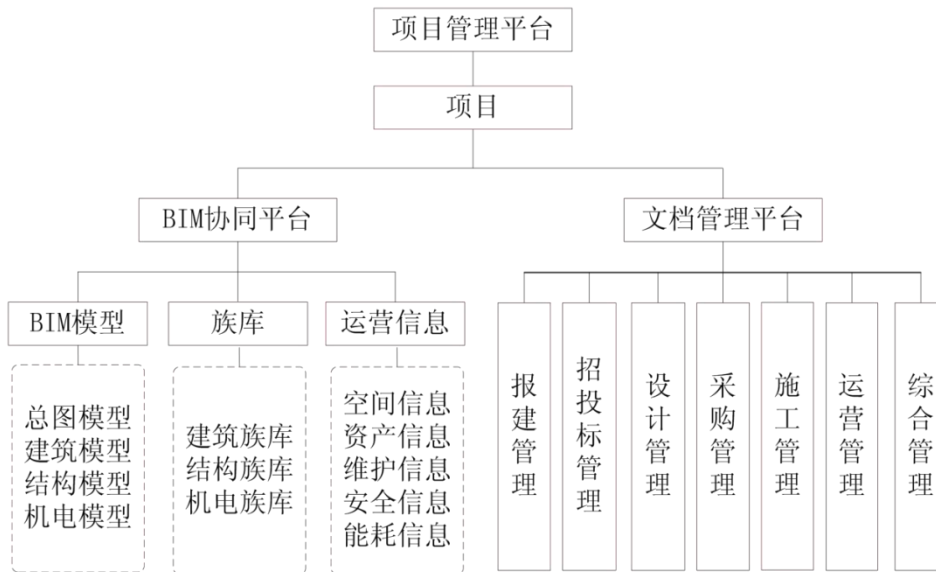 项目管理平台
项目
BIM协同平台
文档管理平台
BIM模型
族库
运营信息
总图模型
建筑模型
结构模型
机电模型
建筑族库
结构族库
机电族库
空间信息
资产信息
维护信息
安全信息
能耗信息
报建管理
招投标管理
设计管理
采购管理
施工管理
运营管理
综合管理